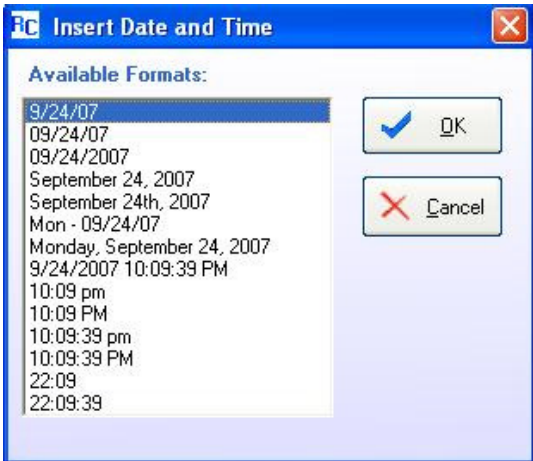 RC Insert Date and Time
Available Formats:
9/24/07
09/24/07
09/24/2007
September 24, 2007
September 24th, 2007
Mon - 09/24/07
Monday, September 24, 2007
9/24/2007 10:09:39 PM
10:09 pm
10:09 PM
10:09:39 pm
10:09:39 PM
22:09
22:09:39
OK
Cancel